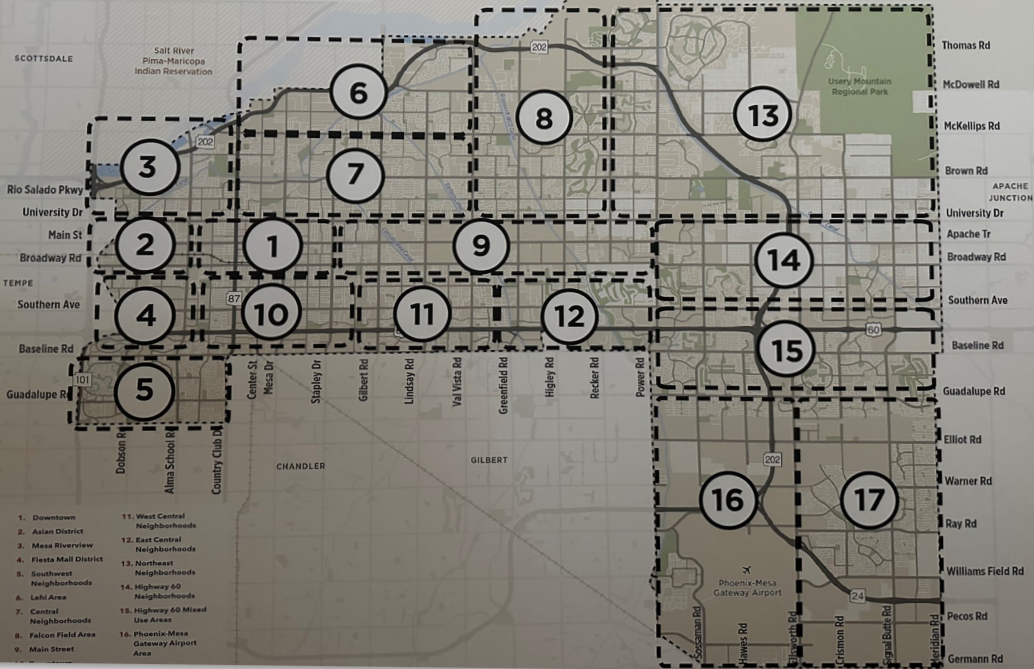 SCOTTSDALE
Salt River
Pima-Maricopa
Indian Reservation
202
Thomas Rd
Usery Mountain
Regional Park
McDowell Rd
6
8
13
McKellips Rd
202
3
7
Brown Rd
Rio Salado Pkwy
APACHE
JUNCTION
University Dr
University Dr
Main St
2
1
9
14
Apache Tr
Broadway Rd
Broadway Rd
TEMPE
Southern Ave
87
Southern Ave
4
10
11
12
60
Baseline Rd
15
Baseline Rd
101
5
Guadalupe R
Center St
Mesa Dr
Stapley Dr
Gilbert Rd
Lindsay Rd
Val Vista Rd
Greenfield Rd
Higley Rd
Recker Rd
Power Rd
Guadalupe Rd
Dobson R
Alma School R
Country Club D
Elliot Rd
CHANDLER
GILBERT
202
Warner Rd
16
17
Ray Rd
Phoenix-Mesa
Gateway Airport
Williams Field Rd
24
Pecos Rd
Sossaman Rd
Hawes Rd
Ellsworth Rd
Crismon Rd
Signal Butte Rd
Meridian Rd
Germann Rd
1. Downtown
2. Asian District
3. Mesa Riverview
4. Fiesta Mall District
5. Southwest
Neighborhoods
6. Lehi Area
7. Central
Neighborhoods
8. Falcon Field Area
9. Main Street
11. West Central
Neighborhoods
12. East Central
Neighborhoods
13. Northeast
Neighborhoods
14. Highway 60
Neighborhoods
15. Highway 60 Mixed
Use Areas
16. Phoenix-Mesa
Gateway Airport
Area